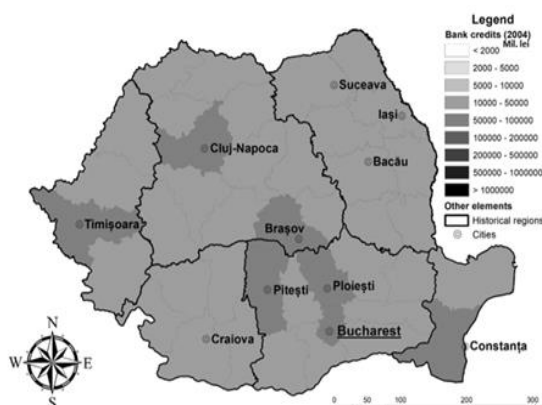 Legend
Bank credits (2004)
< 2000 Mil. lei
2000 - 5000
5000 - 10000
10000 - 50000
50000 - 100000
100000 - 200000
200000 - 500000
500000 - 1000000
> 1000000
Other elements
Historical regions
Cities
Suceava
Iași
Cluj-Napoca
Bacău
Timișoara
Brașov
Pitești
Ploiești
Bucharest
Craiova
Constanța
N
W E
S
0 50 100 200 300